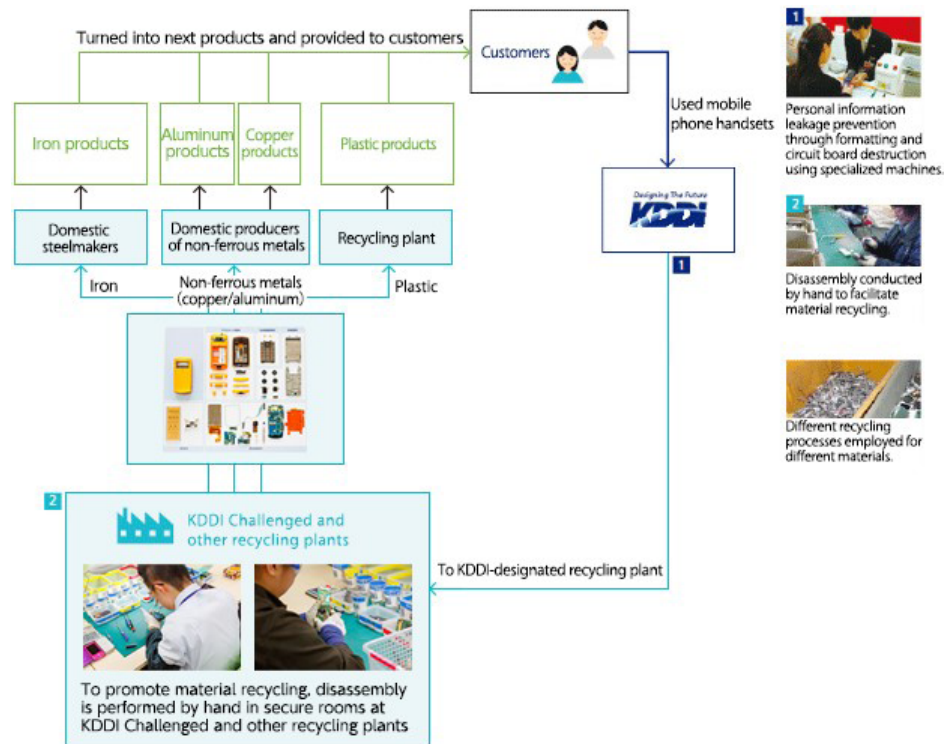 Turned into next products and provided to customers
Customers
Iron products
Aluminum
products
Copper
products
Plastic products
Used mobile
phone handsets
Domestic
steelmakers
Domestic producers
of non-ferrous metals
Recycling plant
Designing The Future
KDDI
1
Iron
Non-ferrous metals
(copper/aluminum)
Plastic
2
KDDI Challenged and
other recycling plants
To KDDI-designated recycling plant
To promote material recycling, disassembly
is performed by hand in secure rooms at
KDDI Challenged and other recycling plants
1
Personal information
leakage prevention
through formatting and
circuit board destruction
using specialized machines.
2
Disassembly conducted
by hand to facilitate
material recycling.
Different recycling
processes employed for
different materials.